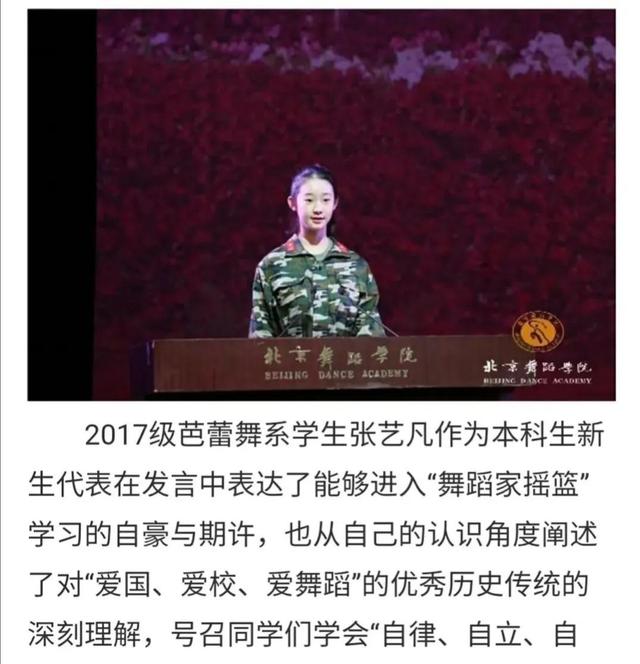 北京舞蹈学院
BEIJING DANCE ACADEMY
北京舞蹈学院
BEIJING DANCE ACADEMY
2017级芭蕾舞系学生张艺凡作为本科生新
生代表在发言中表达了能够进入“舞蹈家摇篮”
学习的自豪与期许，也从自己的认识角度阐述
了对“爱国、爱校、爱舞蹈”的优秀历史传统的
深刻理解，号召同学们学会“自律、自立、自